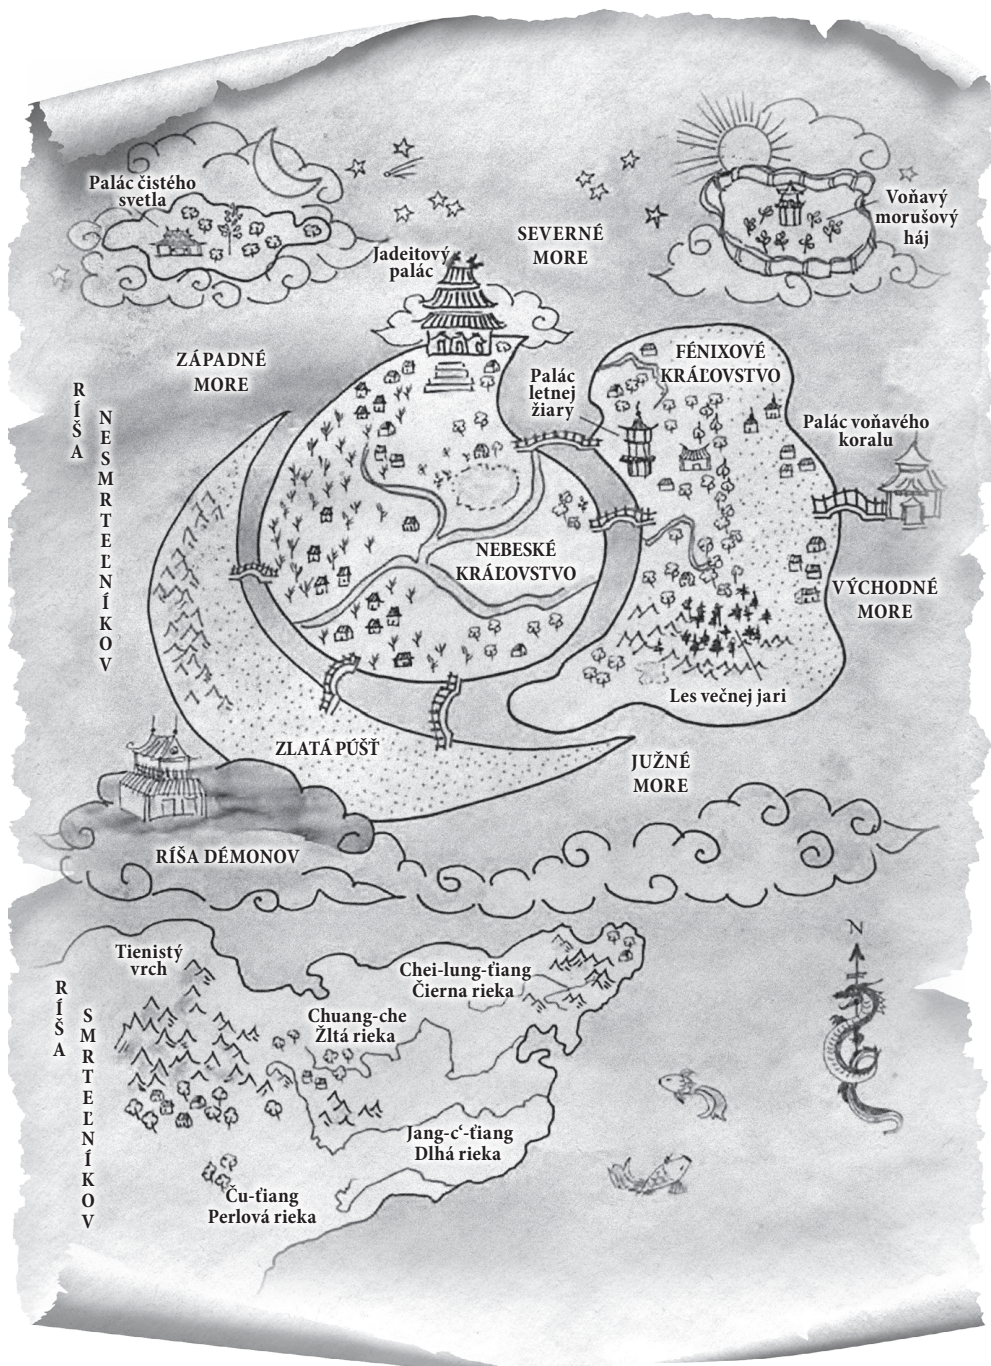 Palác čistého
svetla
Voňavý
morušový
háj
SEVERNÉ
MORE
Jadeitový
palác
ZÁPADNÉ
MORE
FÉNIXOVÉ
KRÁĽOVSTVO
Palác
letnej
žiary
RÍŠA
NESMRTEĽNÍKOV
Palác voňavého
koralu
NEBESKÉ
KRÁĽOVSTVO
VÝCHODNÉ
MORE
Les večnej jari
ZLATÁ PÚŠŤ
JUŽNÉ
MORE
RÍŠA DÉMONOV
N
Tienistý
vrch
Chei-lung-ťiang
Čierna rieka
RÍŠA
SMRTEĽNÍKOV
Chuang-che
Žltá rieka
Jang-c‘-ťiang
Dlhá rieka
Ču-ťiang
Perlová rieka